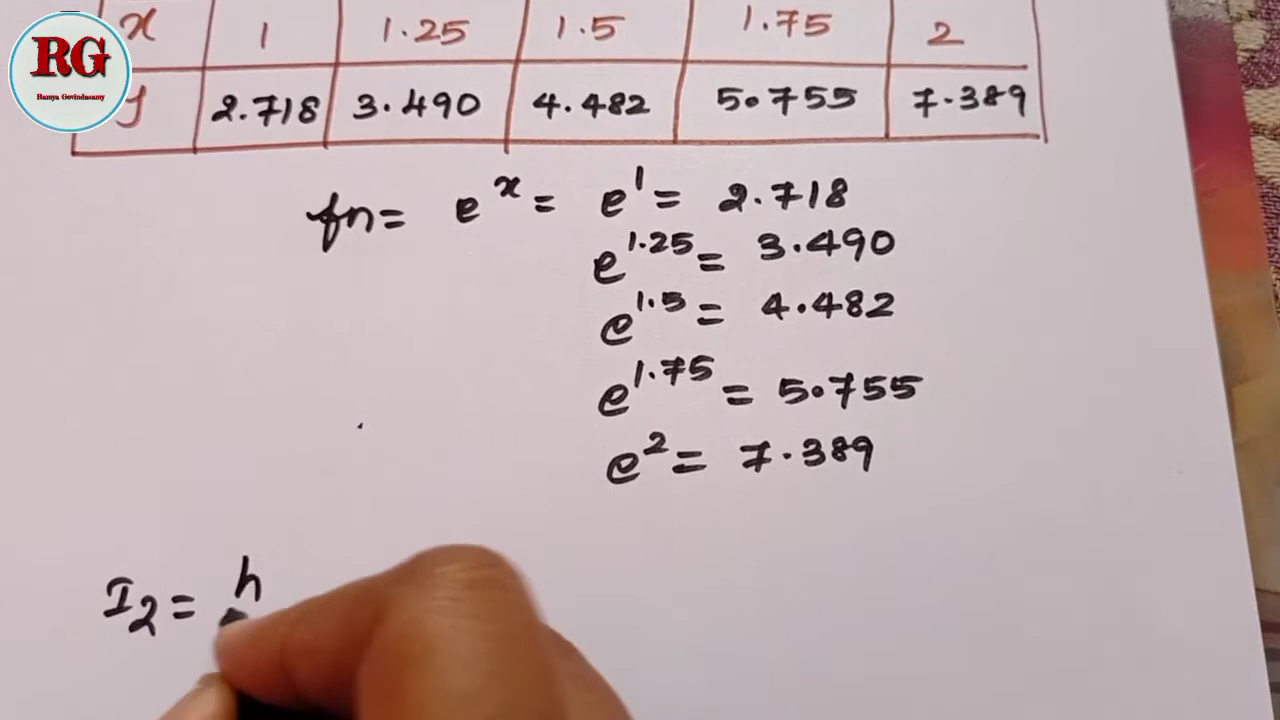 RG
Ramya Govindasamy
x 1 1.25 1.5 1.75 2
y 2.718 3.490 4.482 5.755 7.389
fn = e^x = e^1 = 2.718
e^1.25 = 3.490
e^1.5 = 4.482
e^1.75 = 5.755
e^2 = 7.389
I2 = h